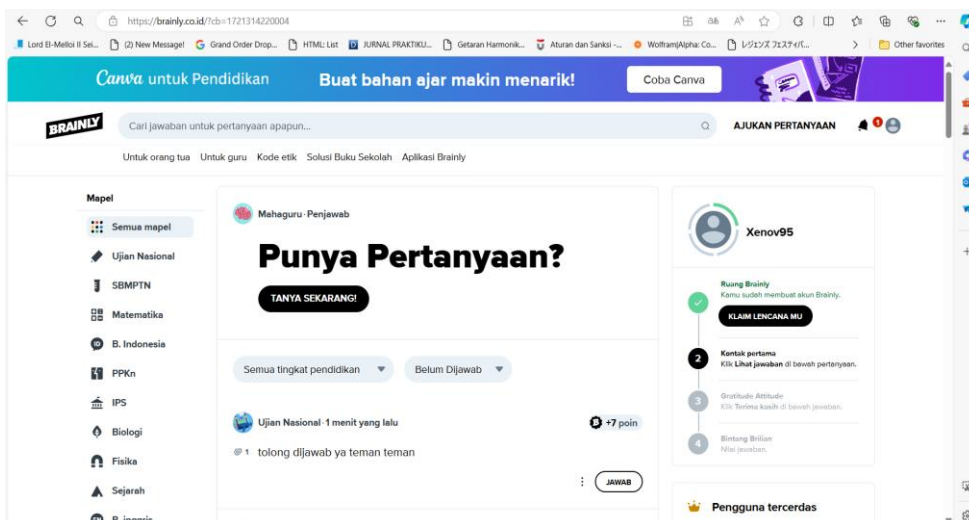 https://brainly.co.id/?cb=1721314220004
Lord El-Melloi II Sei...
(2) New Message!
Grand Order Drop...
HTML: List
JURNAL PRAKTIKU...
Getaran Harmonik...
Aturan dan Sanksi -...
Wolfram|Alpha: Co...
レジェンズ フェスティバ...
Other favorites
Canva untuk Pendidikan
Buat bahan ajar makin menarik!
Coba Canva
BRAINLY
Cari jawaban untuk pertanyaan apapun...
AJUKAN PERTANYAAN
1
Untuk orang tua Untuk guru Kode etik Solusi Buku Sekolah Aplikasi Brainly
Mapel
Semua mapel
Ujian Nasional
SBMPTN
Matematika
B. Indonesia
PPKn
IPS
Biologi
Fisika
Sejarah
B. inggris
Mahaguru · Penjawab
Punya Pertanyaan?
TANYA SEKARANG!
Semua tingkat pendidikan
Belum Dijawab
Ujian Nasional · 1 menit yang lalu
+7 poin
1 tolong dijawab ya teman teman
JAWAB
Xenov95
Ruang Brainly
Kamu sudah membuat akun Brainly.
KLAIM LENCANA MU
2
Kontak pertama
Klik Lihat jawaban di bawah pertanyaan.
3
Gratitude Attitude
Klik Terima kasih di bawah jawaban.
4
Bintang Brilian
Nilai jawaban.
Pengguna tercerdas